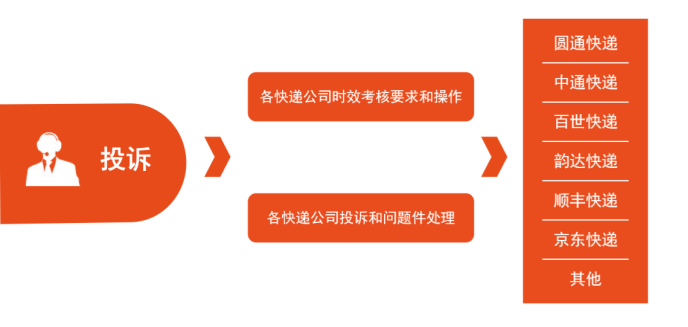 投诉
各快递公司时效考核要求和操作
各快递公司投诉和问题件处理
圆通快递
中通快递
百世快递
韵达快递
顺丰快递
京东快递
其他